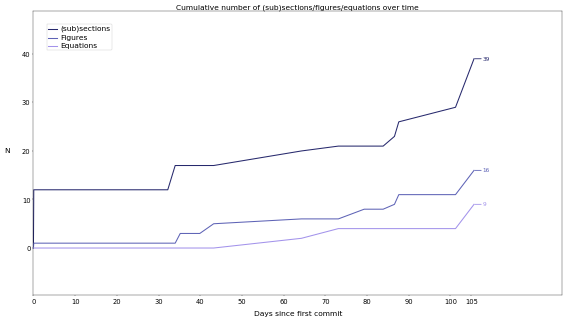 Cumulative number of (sub)sections/figures/equations over time
(sub)sections
Figures
Equations
40
30
20
10
0
N
39
16
9
0 10 20 30 40 50 60 70 80 90 100 105
Days since first commit